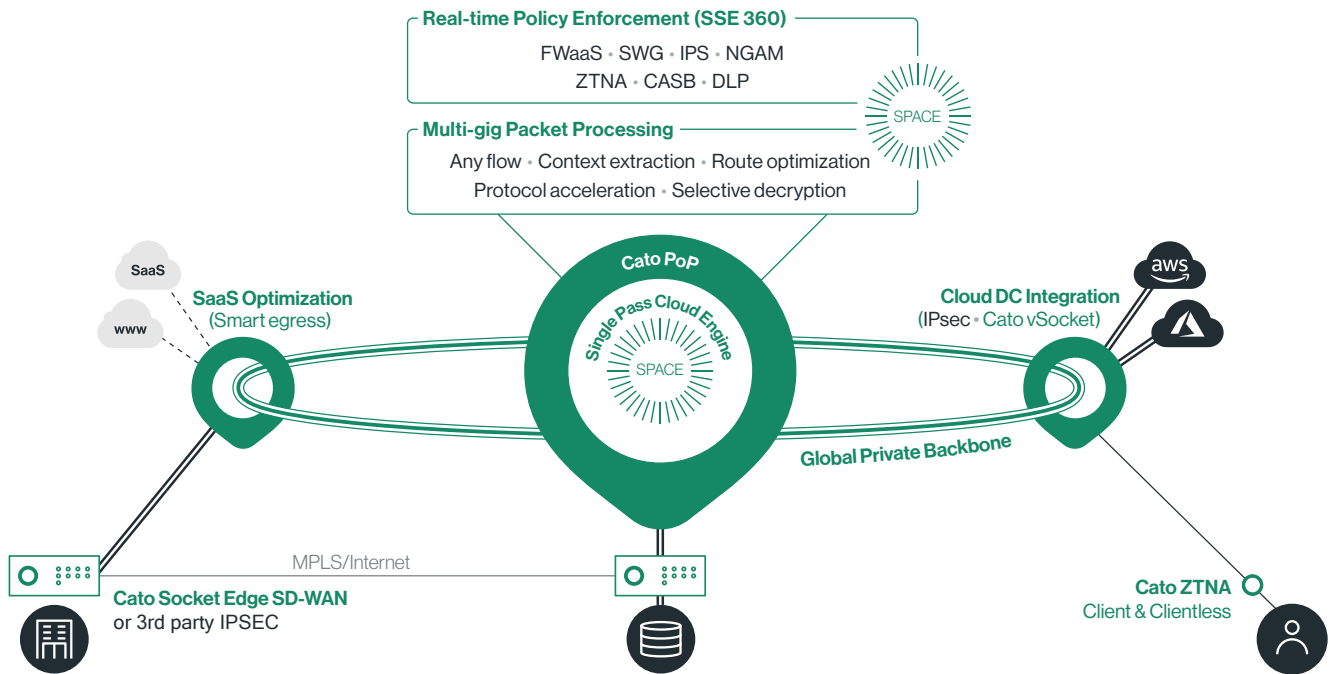 Real-time Policy Enforcement (SSE 360)
FWaaS • SWG • IPS • NGAM
ZTNA • CASB • DLP
SPACE
Multi-gig Packet Processing
Any flow • Context extraction • Route optimization
Protocol acceleration • Selective decryption
SaaS
www
SaaS Optimization
(Smart egress)
Cato PoP
Single Pass Cloud Engine
SPACE
aws
Cloud DC Integration
(IPsec • Cato vSocket)
Global Private Backbone
MPLS/Internet
Cato Socket Edge SD-WAN
or 3rd party IPSEC
Cato ZTNA
Client & Clientless